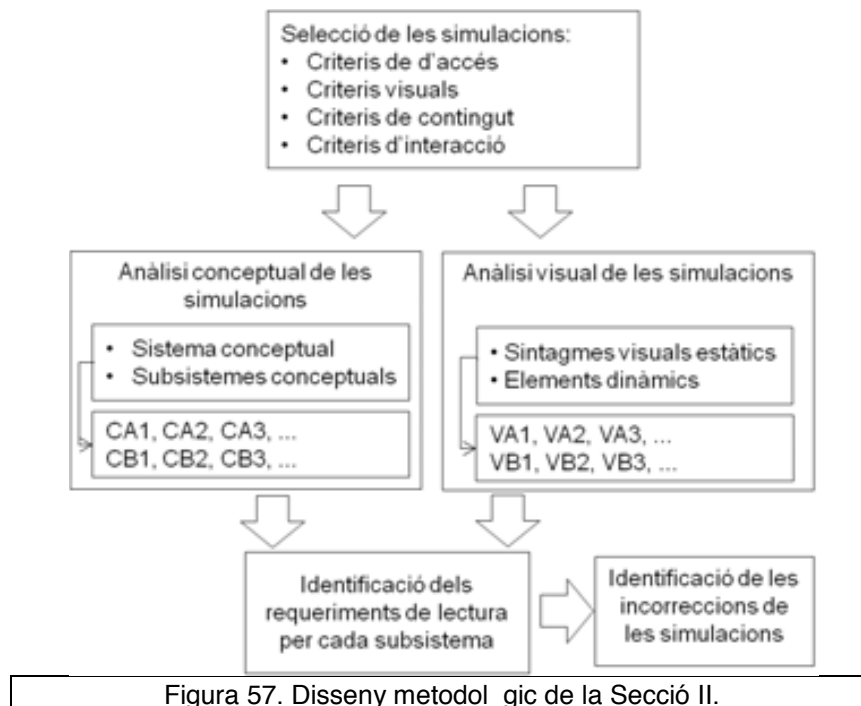 Selecció de les simulacions:
• Criteris de d'accés
• Criteris visuals
• Criteris de contingut
• Criteris d'interacció
Anàlisi conceptual de les
simulacions
• Sistema conceptual
• Subsistemes conceptuals
CA1, CA2, CA3, ...
CB1, CB2, CB3, ...
Anàlisi visual de les simulacions
• Sintagmes visuals estàtics
• Elements dinàmics
VA1, VA2, VA3, ...
VB1, VB2, VB3, ...
Identificació dels
requeriments de lectura
per cada subsistema
Identificació de les
incorreccions de
les simulacions
Figura 57. Disseny metodol gic de la Secció II.